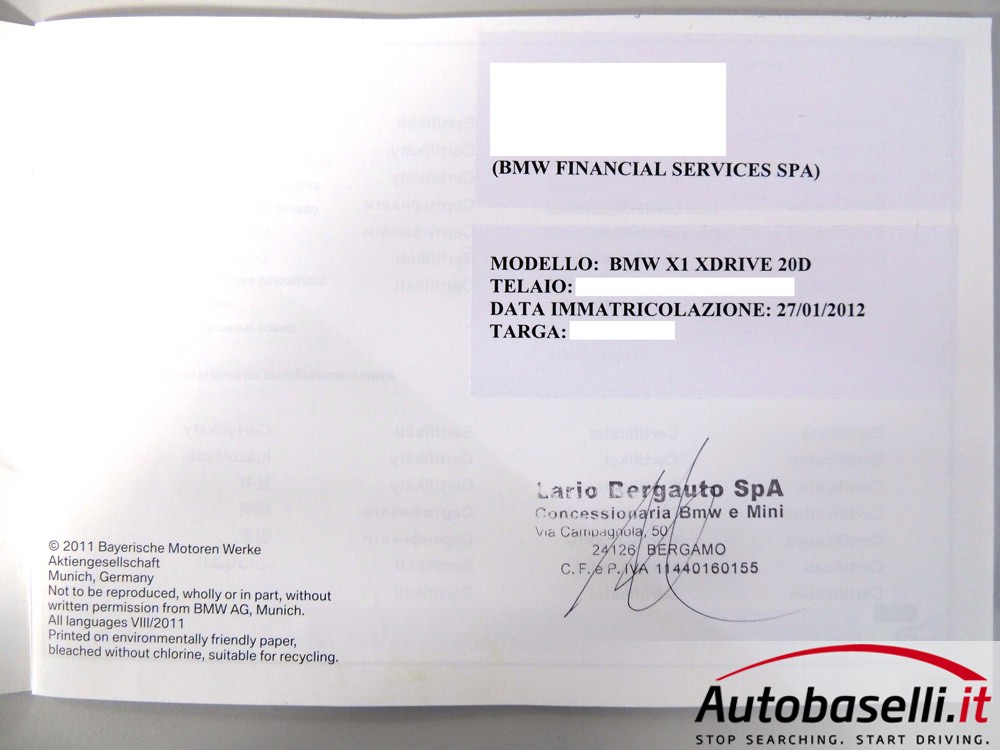 (BMW FINANCIAL SERVICES SPA)
MODELLO: BMW X1 XDRIVE 20D
TELAIO:
DATA IMMATRICOLAZIONE: 27/01/2012
TARGA:
Lario Bergauto SpA
Concessionaria Bmw e Mini
Via Campagnola, 50
24126 BERGAMO
C. F. e P. IVA 11440160155
© 2011 Bayerische Motoren Werke
Aktiengesellschaft
Munich, Germany
Not to be reproduced, wholly or in part, without
written permission from BMW AG, Munich.
All languages VIII/2011
Printed on environmentally friendly paper,
bleached without chlorine, suitable for recycling.
Autobaselli.it
STOP SEARCHING. START DRIVING.